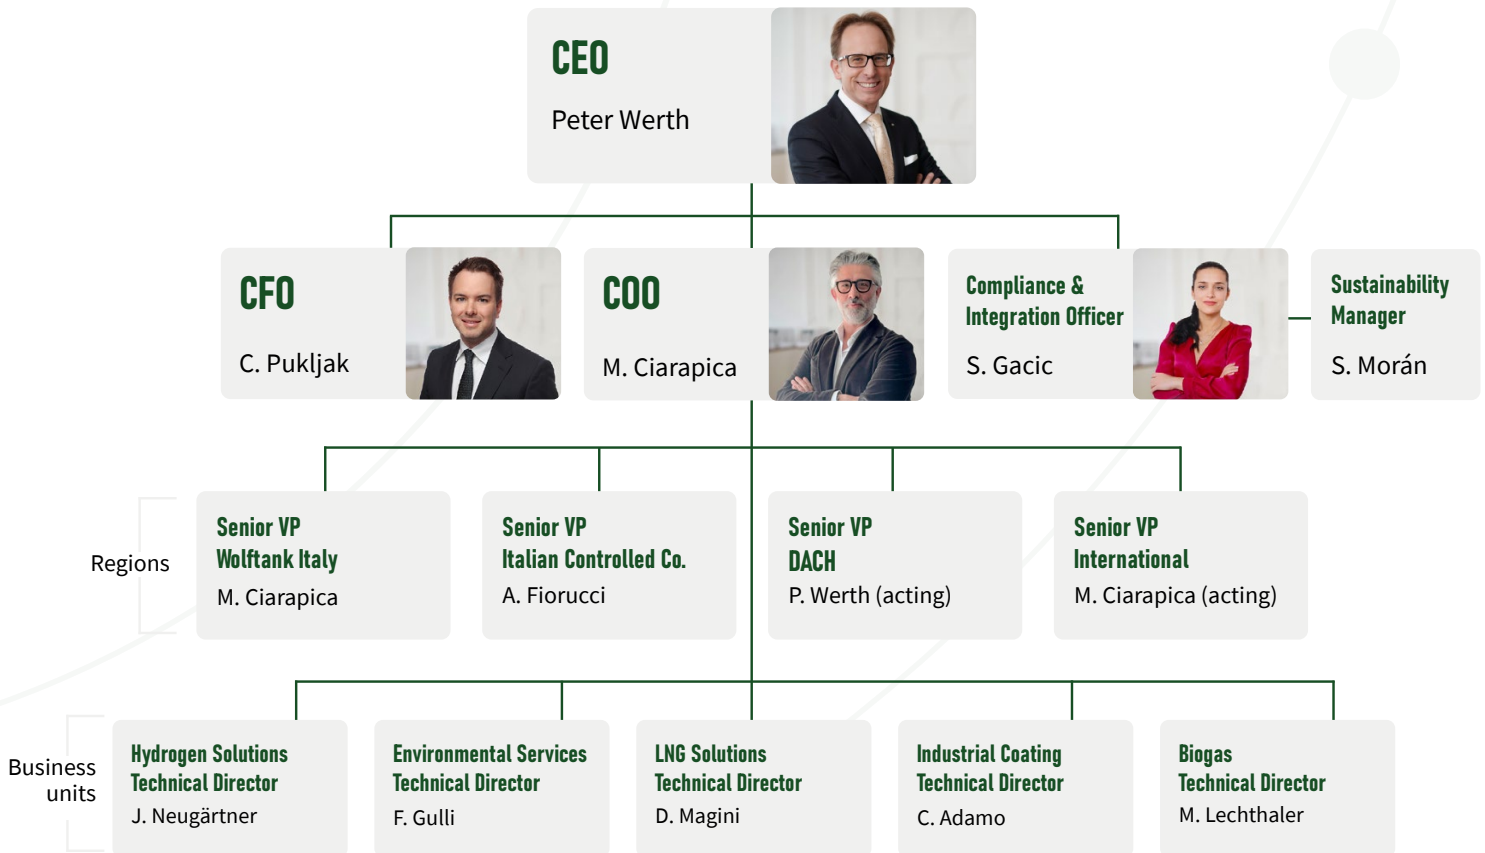 CEO
Peter Werth
CFO
C. Pukljak
COO
M. Ciarapica
Compliance &
Integration Officer
S. Gacic
Sustainability
Manager
S. Morán
Regions
Senior VP
Wolftank Italy
M. Ciarapica
Senior VP
Italian Controlled Co.
A. Fiorucci
Senior VP
DACH
P. Werth (acting)
Senior VP
International
M. Ciarapica (acting)
Business
units
Hydrogen Solutions
Technical Director
J. Neugärtner
Environmental Services
Technical Director
F. Gulli
LNG Solutions
Technical Director
D. Magini
Industrial Coating
Technical Director
C. Adamo
Biogas
Technical Director
M. Lechthaler